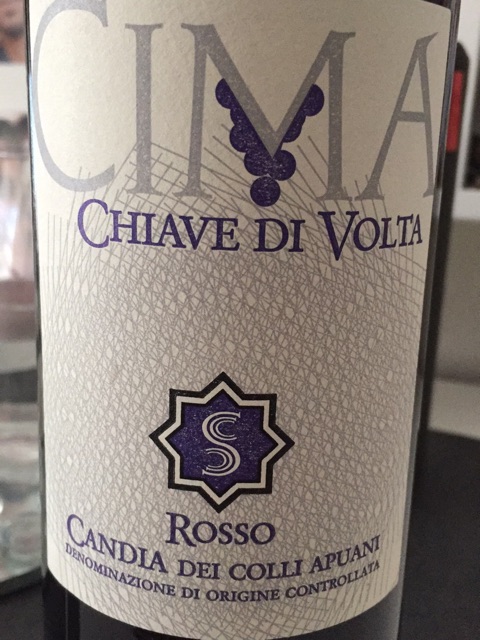 CIMA
CHIAVE DI VOLTA
S
ROSSO
CANDIA DEI COLLI APUANI
DENOMINAZIONE DI ORIGINE CONTROLLATA